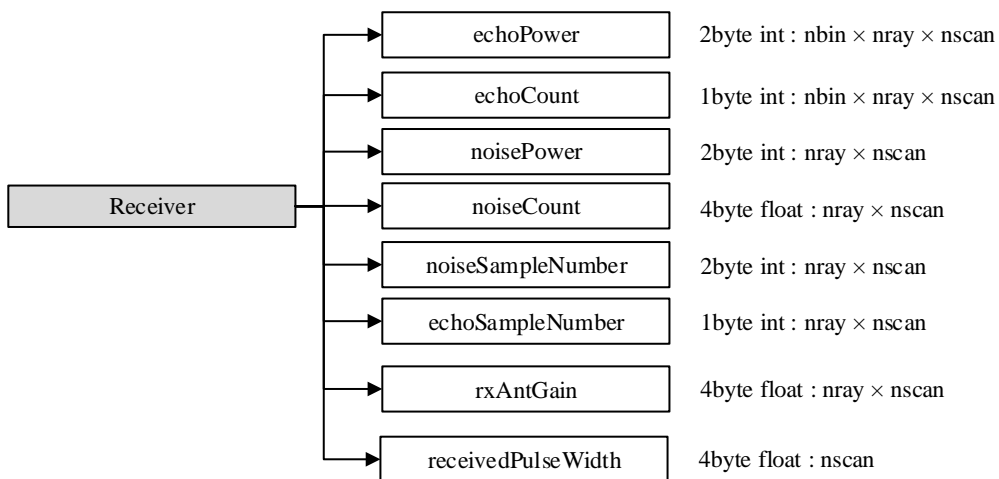 echoPower 2byte int : nbin × nray × nscan
echoCount 1byte int : nbin × nray × nscan
noisePower 2byte int : nray × nscan
Receiver noiseCount 4byte float : nray × nscan
noiseSampleNumber 2byte int : nray × nscan
echoSampleNumber 1byte int : nray × nscan
rxAntGain 4byte float : nray × nscan
receivedPulseWidth 4byte float : nscan